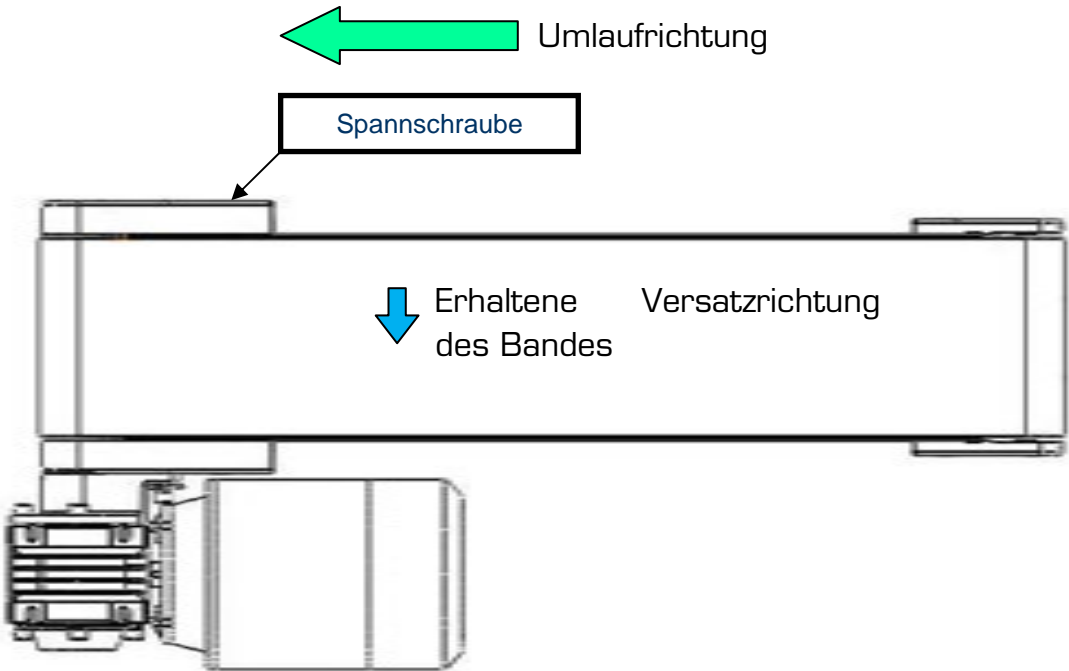 Umlaufrichtung
Spannschraube
Erhaltene Versatzrichtung
des Bandes